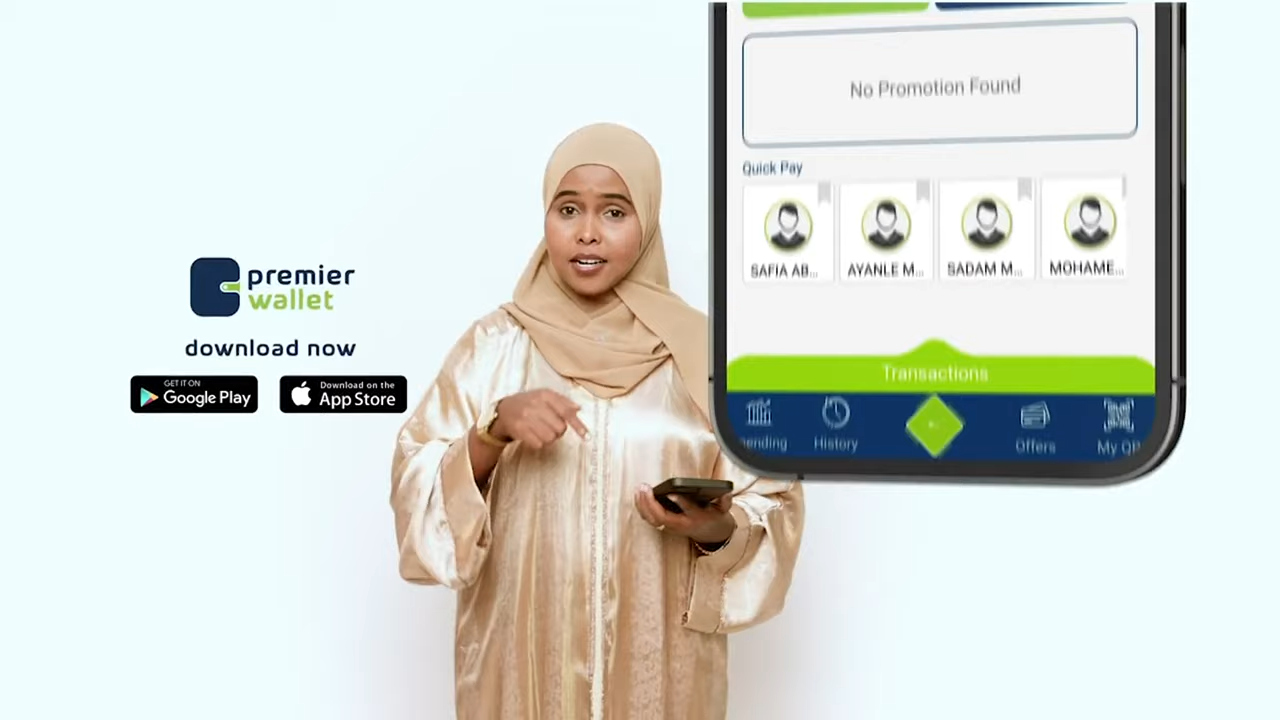 premier
wallet
download now
GET IT ON
Google Play
Download on the
App Store
No Promotion Found
Quick Pay
SAFIA AB...
AYANLE M...
SADAM M...
MOHAME...
Transactions
History
Offers
My